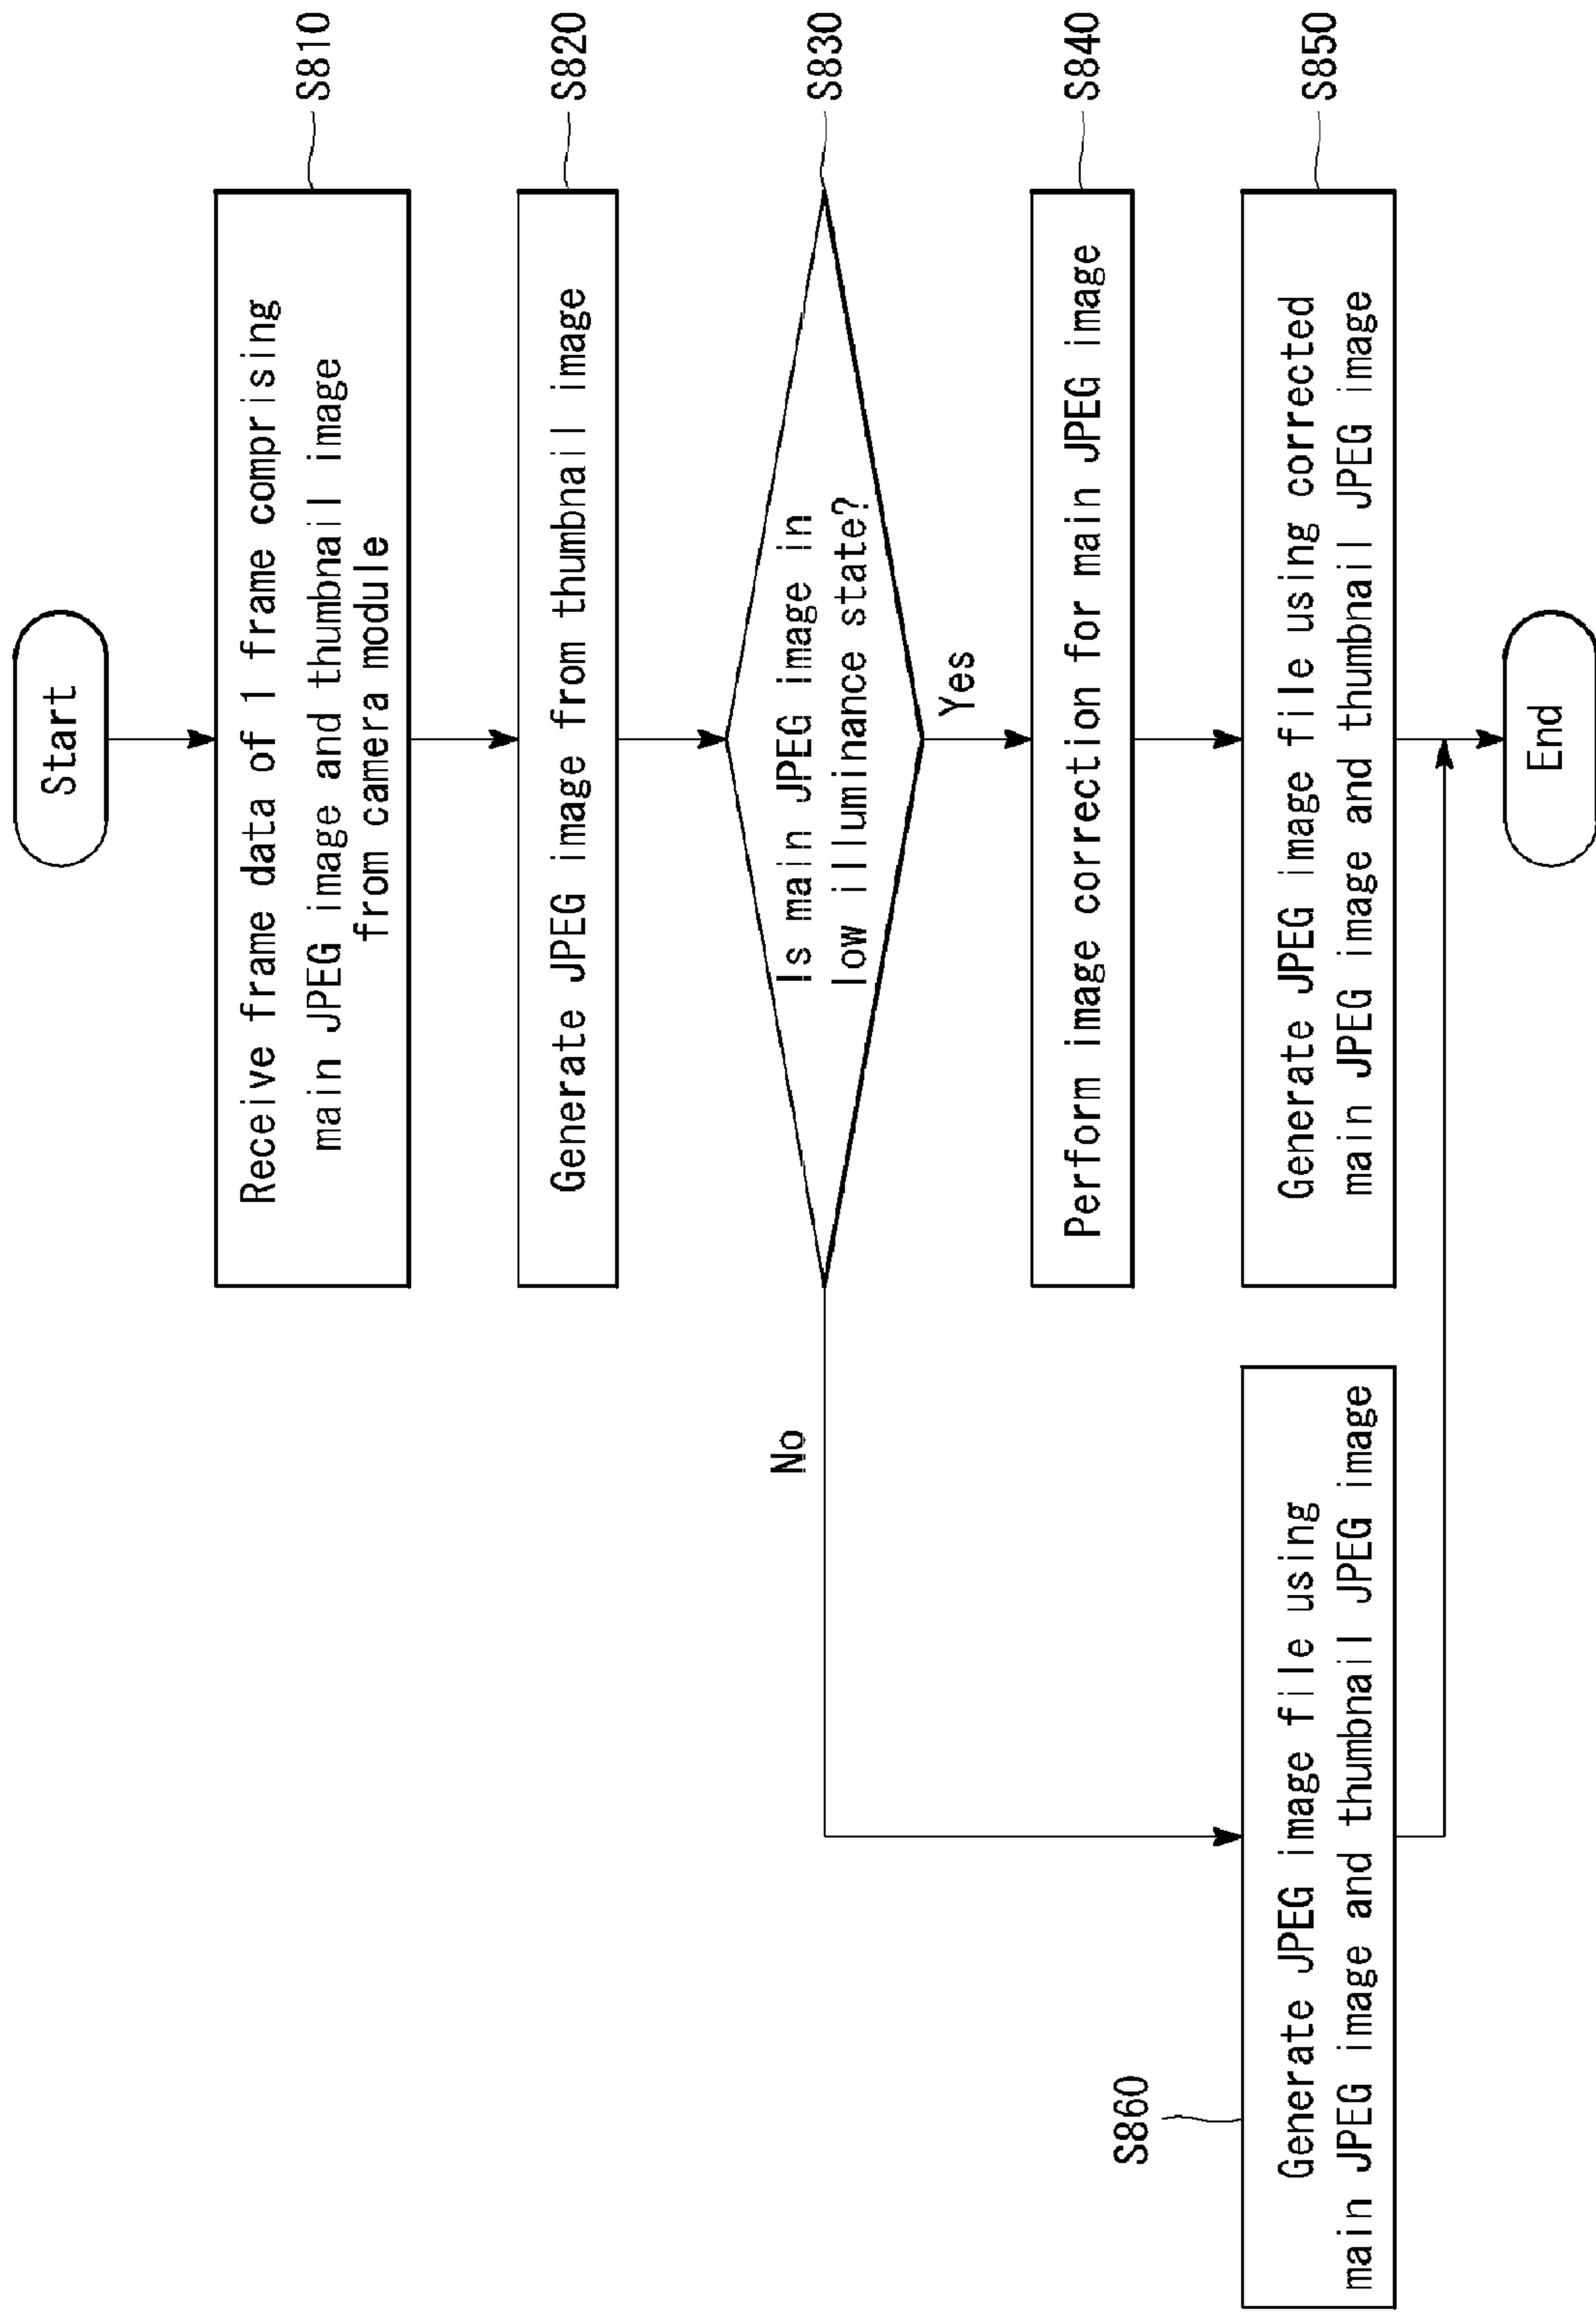 Start
Receive frame data of 1 frame comprising
main JPEG image and thumbnail image
from camera module
S810
Generate JPEG image from thumbnail image
S820
Is main JPEG image in
low illuminance state?
S830
Yes
No
Perform image correction for main JPEG image
S840
Generate JPEG image file using corrected
main JPEG image and thumbnail JPEG image
S850
S860
Generate JPEG image file using
main JPEG image and thumbnail JPEG image
End